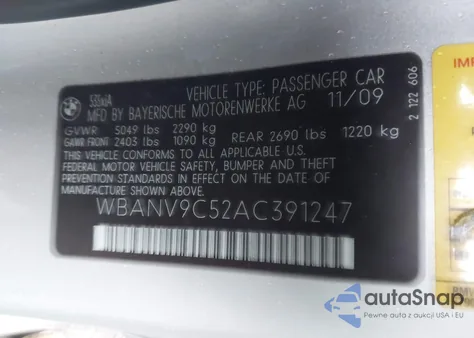 535xiA
VEHICLE TYPE: PASSENGER CAR
MFD BY BAYERISCHE MOTORENWERKE AG 11/09
GVWR 5049 lbs 2290 kg
GAWR FRONT 2403 lbs 1090 kg REAR 2690 lbs 1220 kg
THIS VEHICLE CONFORMS TO ALL APPLICABLE
FEDERAL MOTOR VEHICLE SAFETY, BUMPER AND THEFT
PREVENTION STANDARDS IN EFFECT ON THE DATE OF
MANUFACTURE SHOWN ABOVE
WBANV9C52AC391247
2 122 606
IMP
autoSnap
Pewne auta z aukcji USA i EU